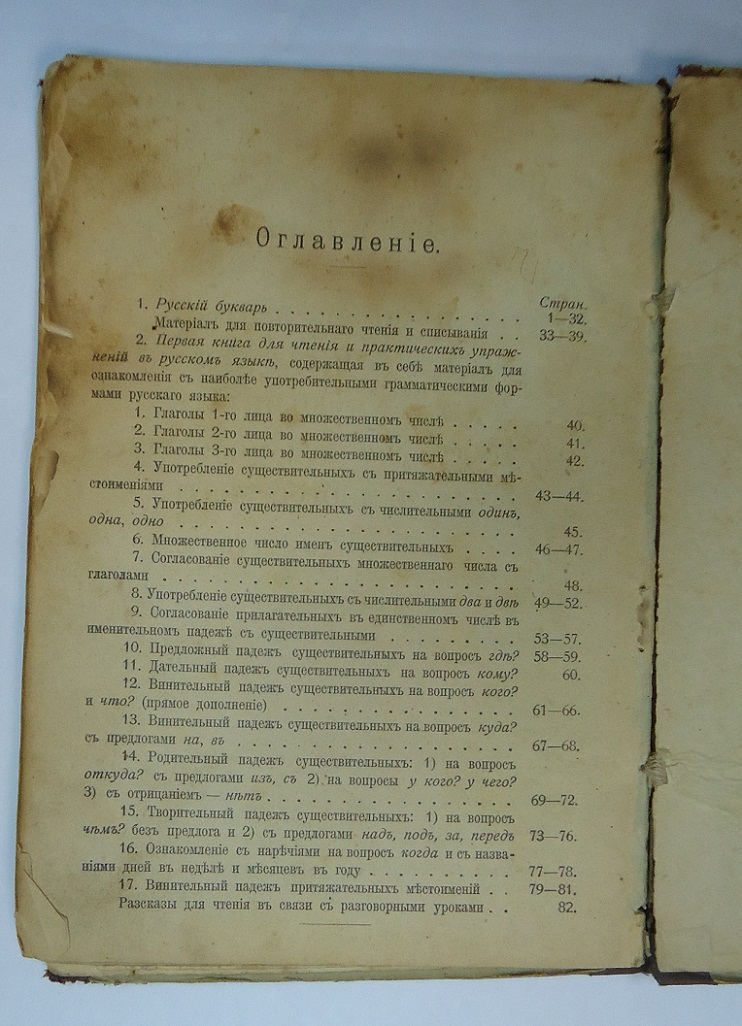 Оглавленіе.
Стран.
1. Русскій букварь . . . . . . . . . . . . . . . . . 1—32.
Матеріалъ для повторительнаго чтенія и списыванія . . 33—39.
2. Первая книга для чтенія и практическихъ упраж-
неній въ русскомъ языкѣ, содержащая въ себѣ матеріалъ для
ознакомленія съ наиболѣе употребительными грамматическими фор-
мами русскаго языка:
1. Глаголы 1-го лица во множественномъ числѣ . . . . . 40.
2. Глаголы 2-го лица во множественномъ числѣ . . . . . 41.
3. Глаголы 3-го лица во множественномъ числѣ . . . . . 42.
4. Употребленіе существительныхъ съ притяжательными мѣ-
стоименіями . . . . . . . . . . . . . . . . . . . . . 43—44.
5. Употребленіе существительныхъ съ числительными одинъ,
одна, одно . . . . . . . . . . . . . . . . . . . . . 45.
6. Множественное число именъ существительныхъ . . . . 46—47.
7. Согласованіе существительныхъ множественнаго числа съ
глаголами . . . . . . . . . . . . . . . . . . . . . . 48.
8. Употребленіе существительныхъ съ числительными два и двѣ 49—52.
9. Согласованіе прилагательныхъ въ единственномъ числѣ въ
именительномъ падежѣ съ существительными . . . . . . . . 53—57.
10. Предложный падежъ существительныхъ на вопросъ гдѣ? 58—59.
11. Дательный падежъ существительныхъ на вопросъ кому? 60.
12. Винительный падежъ существительныхъ на вопросъ кого?
и что? (прямое дополненіе) . . . . . . . . . . . . . . 61—66.
13. Винительный падежъ существительныхъ на вопросъ куда?
съ предлогами на, въ . . . . . . . . . . . . . . . . . 67—68.
14. Родительный падежъ существительныхъ: 1) на вопросъ
откуда? съ предлогами изъ, съ 2) на вопросы у кого? у чего?
3) съ отрицаніемъ — нѣтъ . . . . . . . . . . . . . . . 69—72.
15. Творительный падежъ существительныхъ: 1) на вопросъ
чѣмъ? безъ предлога и 2) съ предлогами надъ, подъ, за, передъ 73—76.
16. Ознакомленіе съ нарѣчіями на вопросъ когда и съ назва-
ніями дней въ недѣлѣ и мѣсяцевъ въ году . . . . . . . . . 77—78.
17. Винительный падежъ притяжательныхъ мѣстоименій . . 79—81.
Разсказы для чтенія въ связи съ разговорными уроками . . 82.